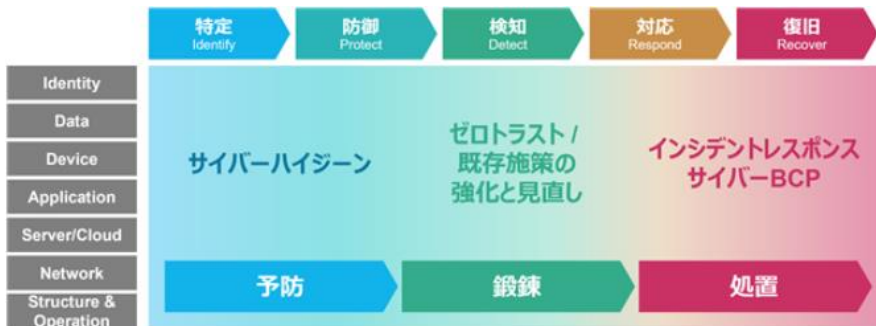 特定
Identify
防御
Protect
検知
Detect
対応
Respond
復旧
Recover
Identity
Data
Device
Application
Server/Cloud
Network
Structure &
Operation
サイバーハイジーン
ゼロトラスト /
既存施策の
強化と見直し
インシデントレスポンス
サイバーBCP
予防
鍛錬
処置